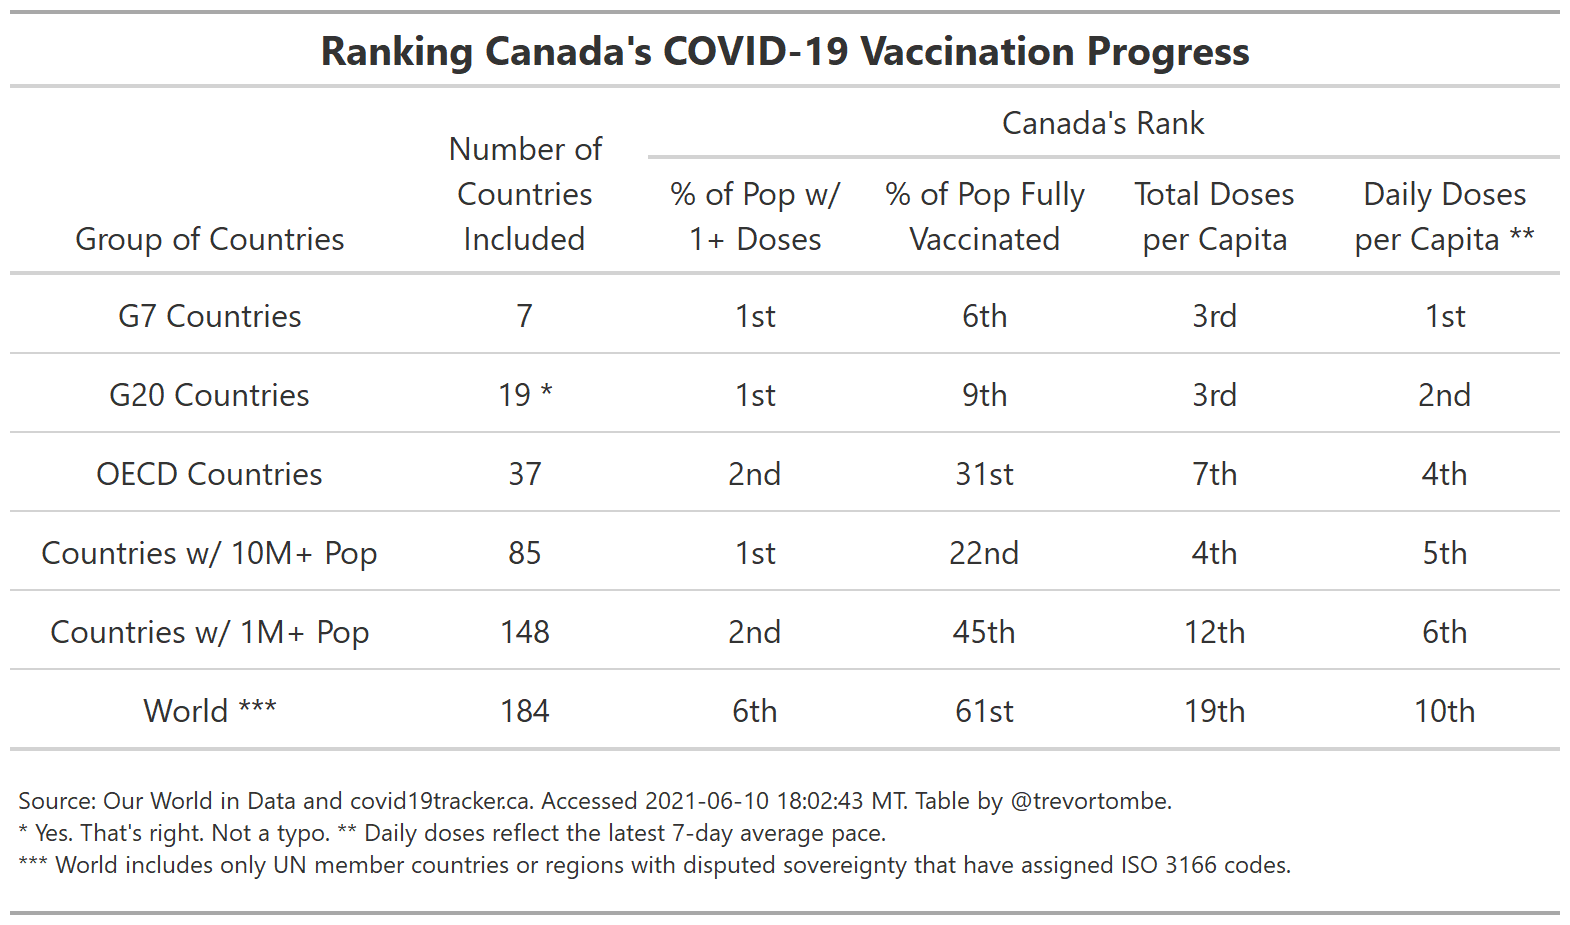 Ranking Canada's COVID-19 Vaccination Progress
Canada's Rank
Number of
Countries
Included
% of Pop w/
1+ Doses
% of Pop Fully
Vaccinated
Total Doses
per Capita
Daily Doses
per Capita **
Group of Countries
G7 Countries 7 1st 6th 3rd 1st
G20 Countries 19 * 1st 9th 3rd 2nd
OECD Countries 37 2nd 31st 7th 4th
Countries w/ 10M+ Pop 85 1st 22nd 4th 5th
Countries w/ 1M+ Pop 148 2nd 45th 12th 6th
World *** 184 6th 61st 19th 10th
Source: Our World in Data and covid19tracker.ca. Accessed 2021-06-10 18:02:43 MT. Table by @trevortombe.
* Yes. That's right. Not a typo. ** Daily doses reflect the latest 7-day average pace.
*** World includes only UN member countries or regions with disputed sovereignty that have assigned ISO 3166 codes.